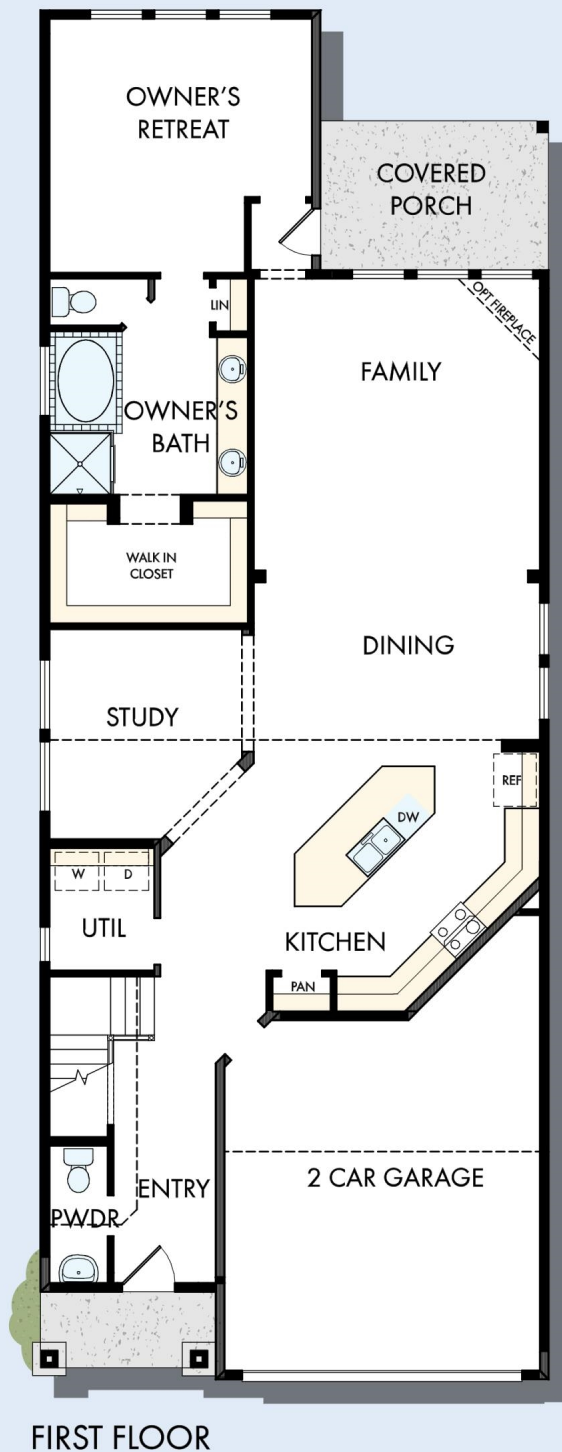 OWNER'S
RETREAT
COVERED
PORCH
LIN
OPT FIREPLACE
FAMILY
OWNER'S
BATH
WALK IN
CLOSET
DINING
STUDY
REF
DW
W
D
UTIL
KITCHEN
PAN
2 CAR GARAGE
ENTRY
PWDR
FIRST FLOOR